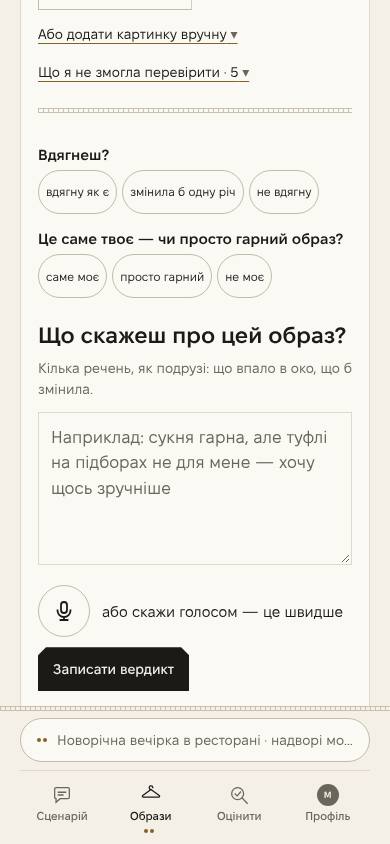 Або додати картинку вручну ▾
Що я не змогла перевірити · 5 ▾
Вдягнеш?
вдягну як є
змінила б одну річ
не вдягну
Це саме твоє — чи просто гарний образ?
саме моє
просто гарний
не моє
Що скажеш про цей образ?
Кілька речень, як подрузі: що впало в око, що б
змінила.
Наприклад: сукня гарна, але туфлі
на підборах не для мене — хочу
щось зручніше
або скажи голосом — це швидше
Записати вердикт
Новорічна вечірка в ресторані · надворі мо…
Сценарій
Образи
Оцінити
М
Профіль